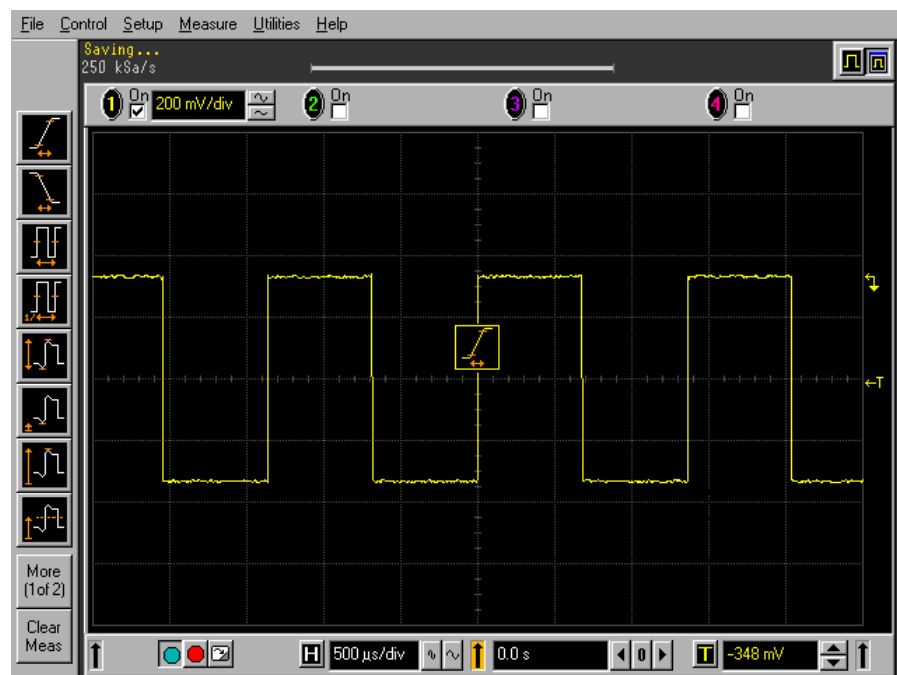 File Control Setup Measure Utilities Help
Saving...
250 kSa/s
1 On 200 mV/div 2 On 3 On 4 On
1/
T
More
(1of 2)
Clear
Meas
H 500 µs/div 0.0 s 0 T -348 mV